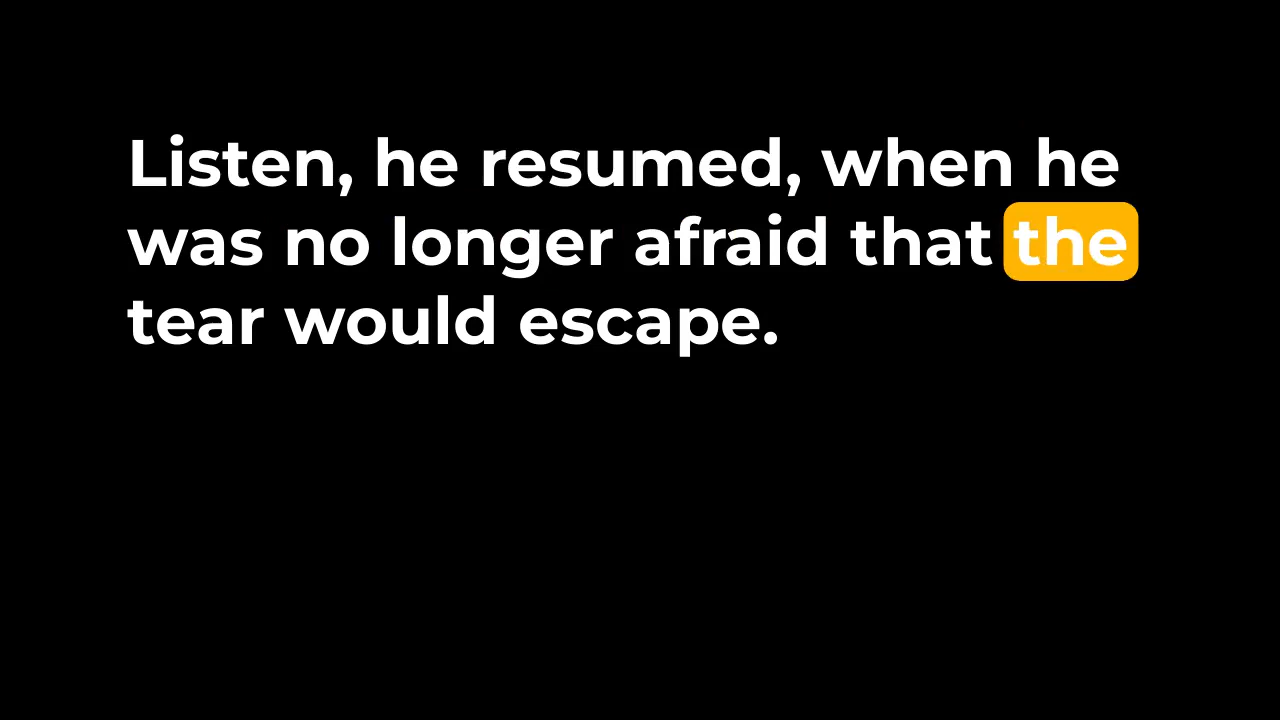 Listen, he resumed, when he
was no longer afraid that the
tear would escape.